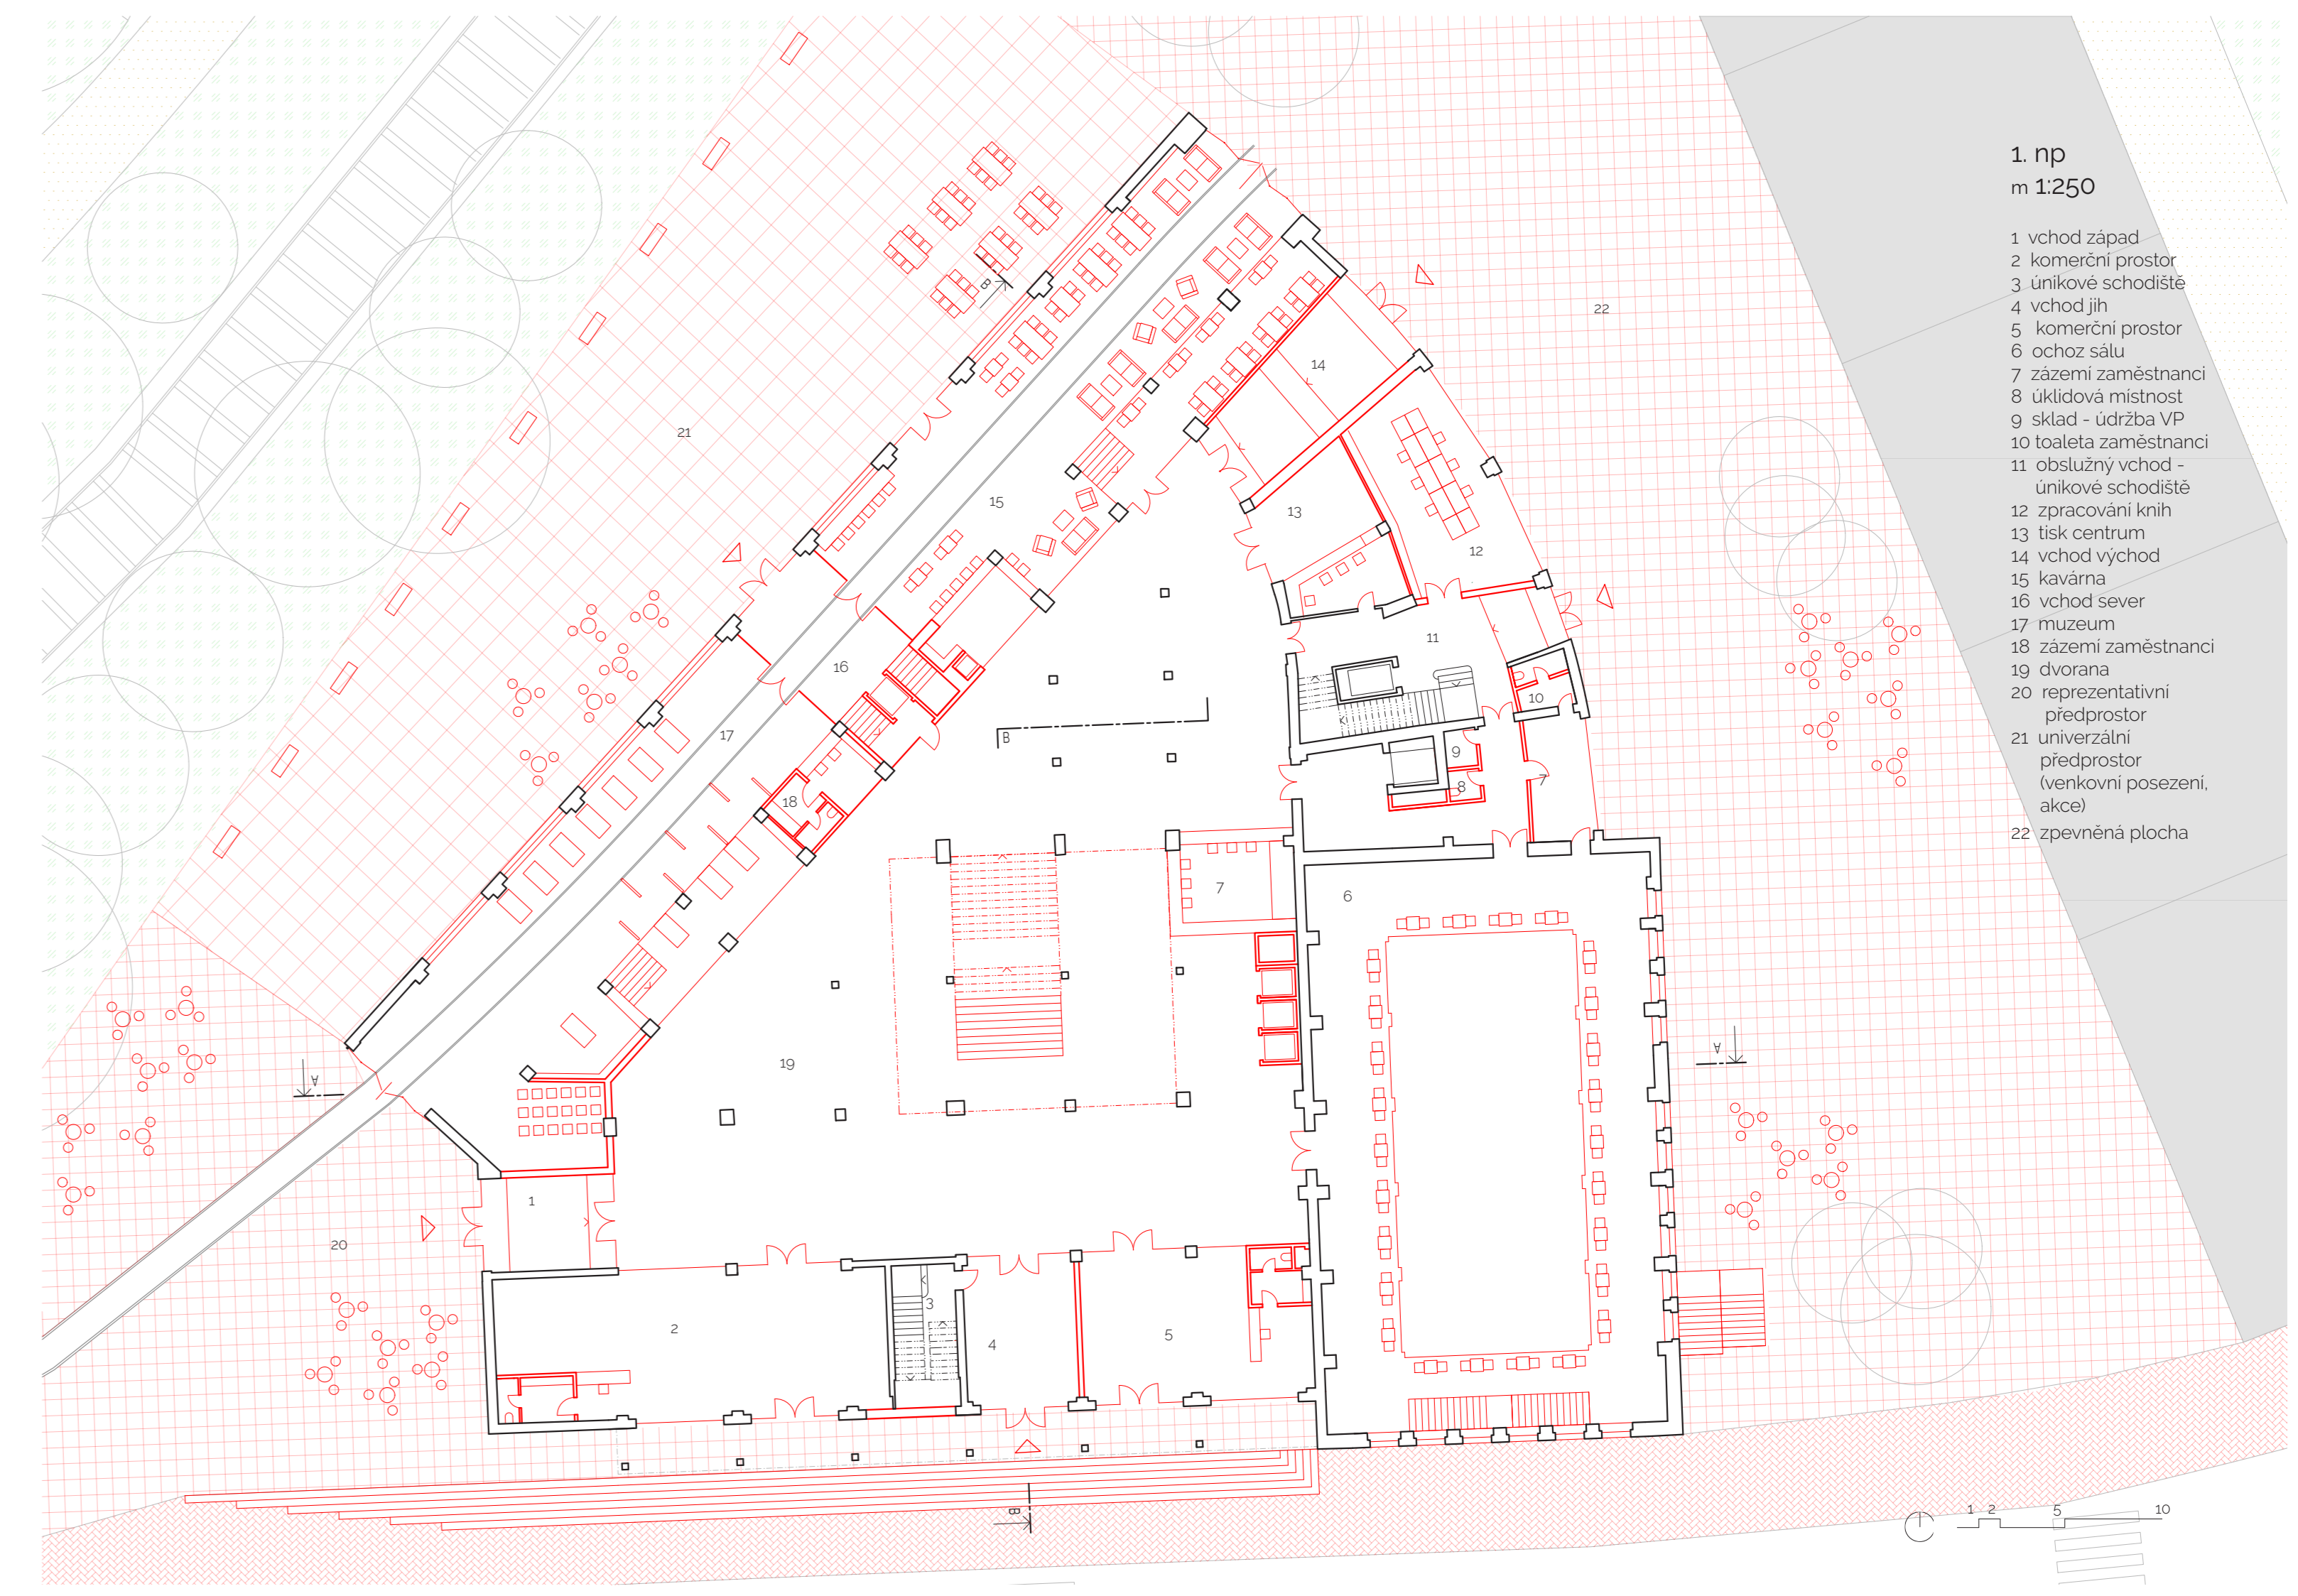 1. np
m 1:250
1 vchod západ
2 komerční prostor
3 únikové schodiště
4 vchod jih
5 komerční prostor
6 ochoz sálu
7 zázemí zaměstnanci
8 úklidová místnost
9 sklad - údržba VP
10 toaleta zaměstnanci
11 obslužný vchod -
únikové schodiště
12 zpracování knih
13 tisk centrum
14 vchod východ
15 kavárna
16 vchod sever
17 muzeum
18 zázemí zaměstnanci
19 dvorana
20 reprezentativní
předprostor
21 univerzální
předprostor
(venkovní posezení,
akce)
22 zpevněná plocha
B
22
14
21
15
13
12
16
11
10
17
B
9
7
8
18
7
6
A
19
A
1
20
3
2
4
5
B
1 2 5 10